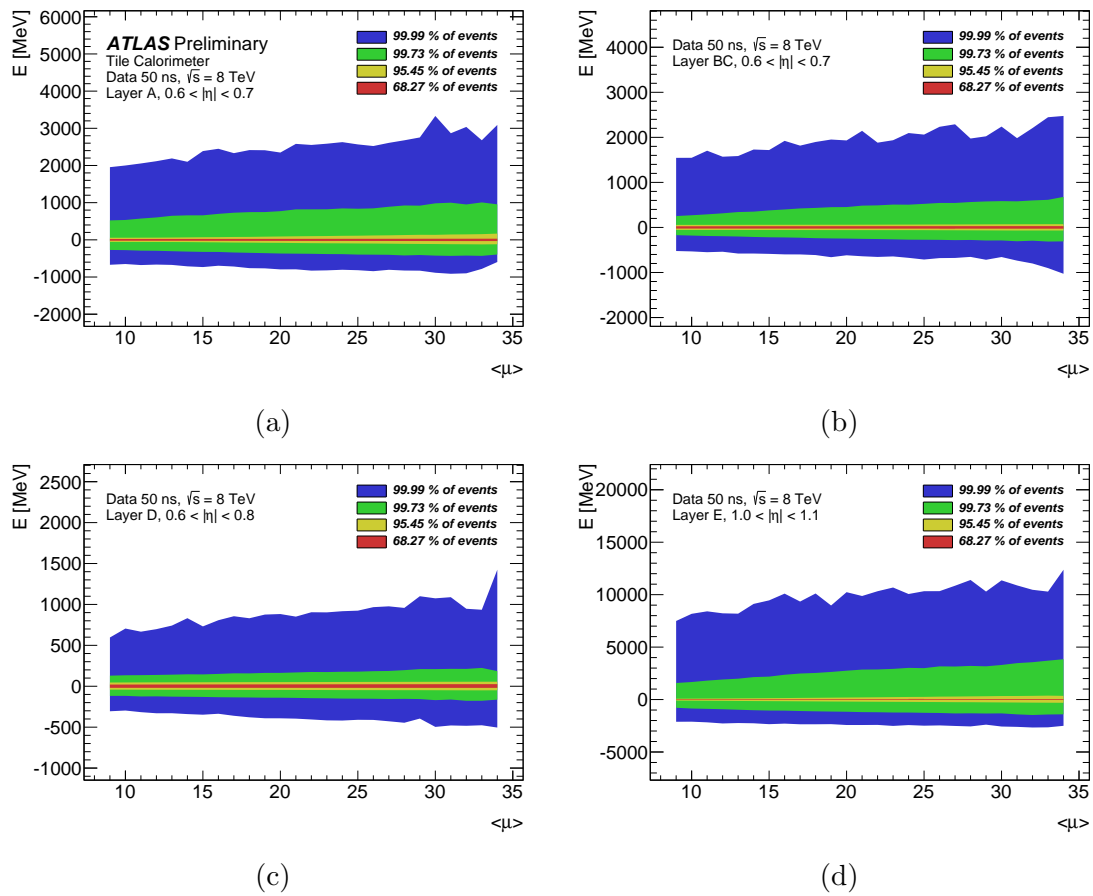 E [MeV]
6000
5000
4000
3000
2000
1000
0
-1000
-2000
ATLAS Preliminary
Tile Calorimeter
Data 50 ns, √s = 8 TeV
Layer A, 0.6 < |η| < 0.7
99.99 % of events
99.73 % of events
95.45 % of events
68.27 % of events
10 15 20 25 30 35
<μ>
(a)
E [MeV]
4000
3000
2000
1000
0
-1000
-2000
Data 50 ns, √s = 8 TeV
Layer BC, 0.6 < |η| < 0.7
99.99 % of events
99.73 % of events
95.45 % of events
68.27 % of events
10 15 20 25 30 35
<μ>
(b)
E [MeV]
2500
2000
1500
1000
500
0
-500
-1000
Data 50 ns, √s = 8 TeV
Layer D, 0.6 < |η| < 0.8
99.99 % of events
99.73 % of events
95.45 % of events
68.27 % of events
10 15 20 25 30 35
<μ>
(c)
E [MeV]
20000
15000
10000
5000
0
-5000
Data 50 ns, √s = 8 TeV
Layer E, 1.0 < |η| < 1.1
99.99 % of events
99.73 % of events
95.45 % of events
68.27 % of events
10 15 20 25 30 35
<μ>
(d)